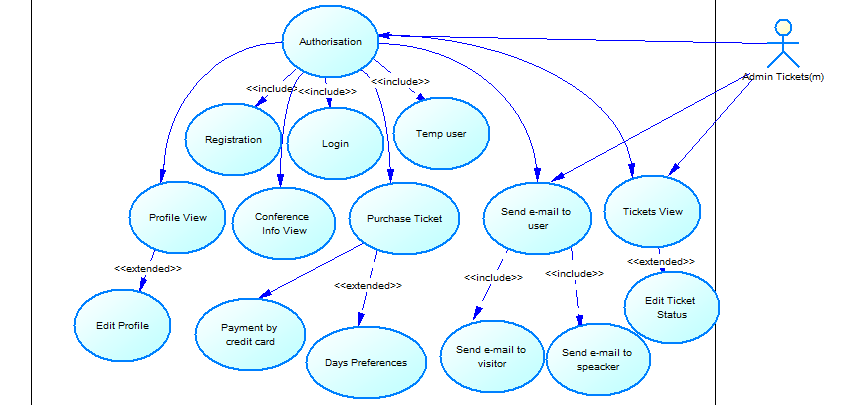 Authorisation
Admin Tickets(m)
<<include>>
<<include>>
<<include>>
Registration
Login
Temp user
Profile View
Conference
Info View
Purchase Ticket
Send e-mail to
user
Tickets View
<<extended>>
<<extended>>
<<include>>
<<include>>
<<extended>>
Edit Profile
Payment by
credit card
Days Preferences
Send e-mail to
visitor
Send e-mail to
speacker
Edit Ticket
Status